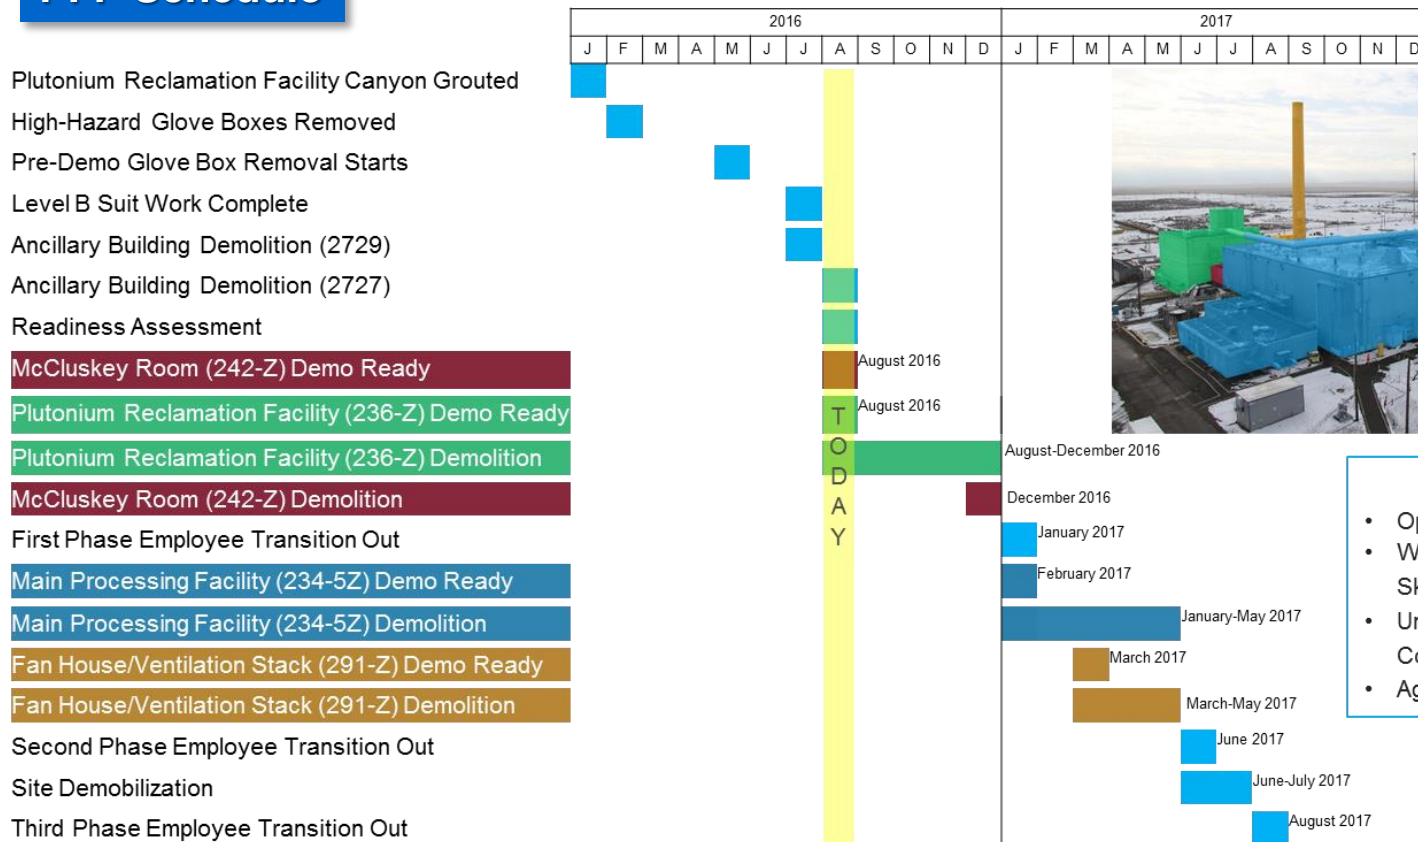 Schedule
2016 2017
J F M A M J J A S O N D J F M A M J J A S O N D
Plutonium Reclamation Facility Canyon Grouted
High-Hazard Glove Boxes Removed
Pre-Demo Glove Box Removal Starts
Level B Suit Work Complete
Ancillary Building Demolition (2729)
Ancillary Building Demolition (2727)
Readiness Assessment
McCluskey Room (242-Z) Demo Ready August 2016
Plutonium Reclamation Facility (236-Z) Demo Ready August 2016
Plutonium Reclamation Facility (236-Z) Demolition August-December 2016
McCluskey Room (242-Z) Demolition December 2016
TODAY
First Phase Employee Transition Out January 2017
Main Processing Facility (234-5Z) Demo Ready February 2017
Main Processing Facility (234-5Z) Demolition January-May 2017
Fan House/Ventilation Stack (291-Z) Demo Ready March 2017
Fan House/Ventilation Stack (291-Z) Demolition March-May 2017
Second Phase Employee Transition Out June 2017
Site Demobilization June-July 2017
Third Phase Employee Transition Out August 2017